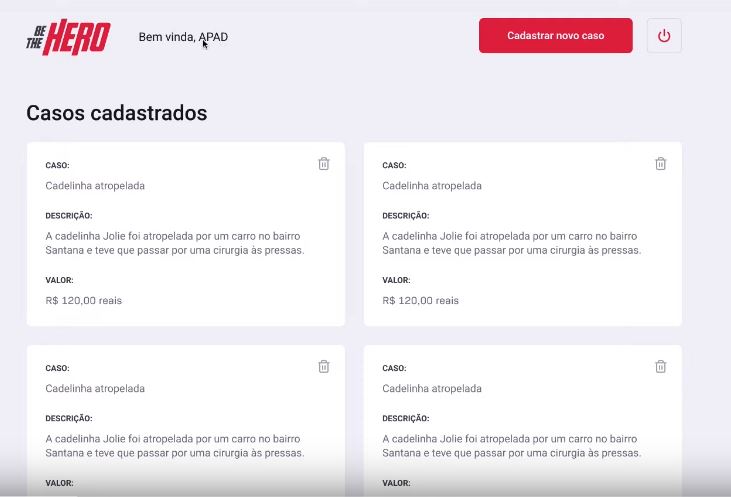 BE THE HERO
Bem vinda, APAD
Cadastrar novo caso
Casos cadastrados
CASO:
Cadelinha atropelada
DESCRIÇÃO:
A cadelinha Jolie foi atropelada por um carro no bairro
Santana e teve que passar por uma cirurgia às pressas.
VALOR:
R$ 120,00 reais
CASO:
Cadelinha atropelada
DESCRIÇÃO:
A cadelinha Jolie foi atropelada por um carro no bairro
Santana e teve que passar por uma cirurgia às pressas.
VALOR:
R$ 120,00 reais
CASO:
Cadelinha atropelada
DESCRIÇÃO:
A cadelinha Jolie foi atropelada por um carro no bairro
Santana e teve que passar por uma cirurgia às pressas.
VALOR:
CASO:
Cadelinha atropelada
DESCRIÇÃO:
A cadelinha Jolie foi atropelada por um carro no bairro
Santana e teve que passar por uma cirurgia às pressas.
VALOR: